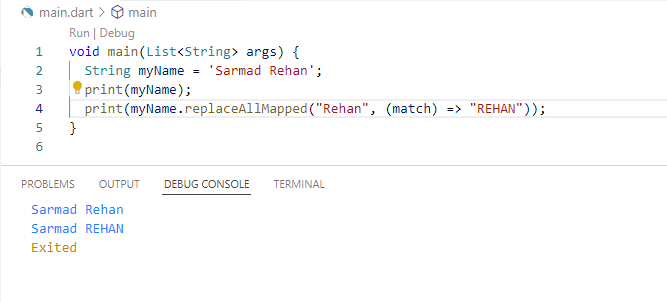 main.dart > main
Run | Debug
1 void main(List<String> args) {
2 String myName = 'Sarmad Rehan';
3 print(myName);
4 print(myName.replaceAllMapped("Rehan", (match) => "REHAN"));
5 }
6
PROBLEMS OUTPUT DEBUG CONSOLE TERMINAL
Sarmad Rehan
Sarmad REHAN
Exited